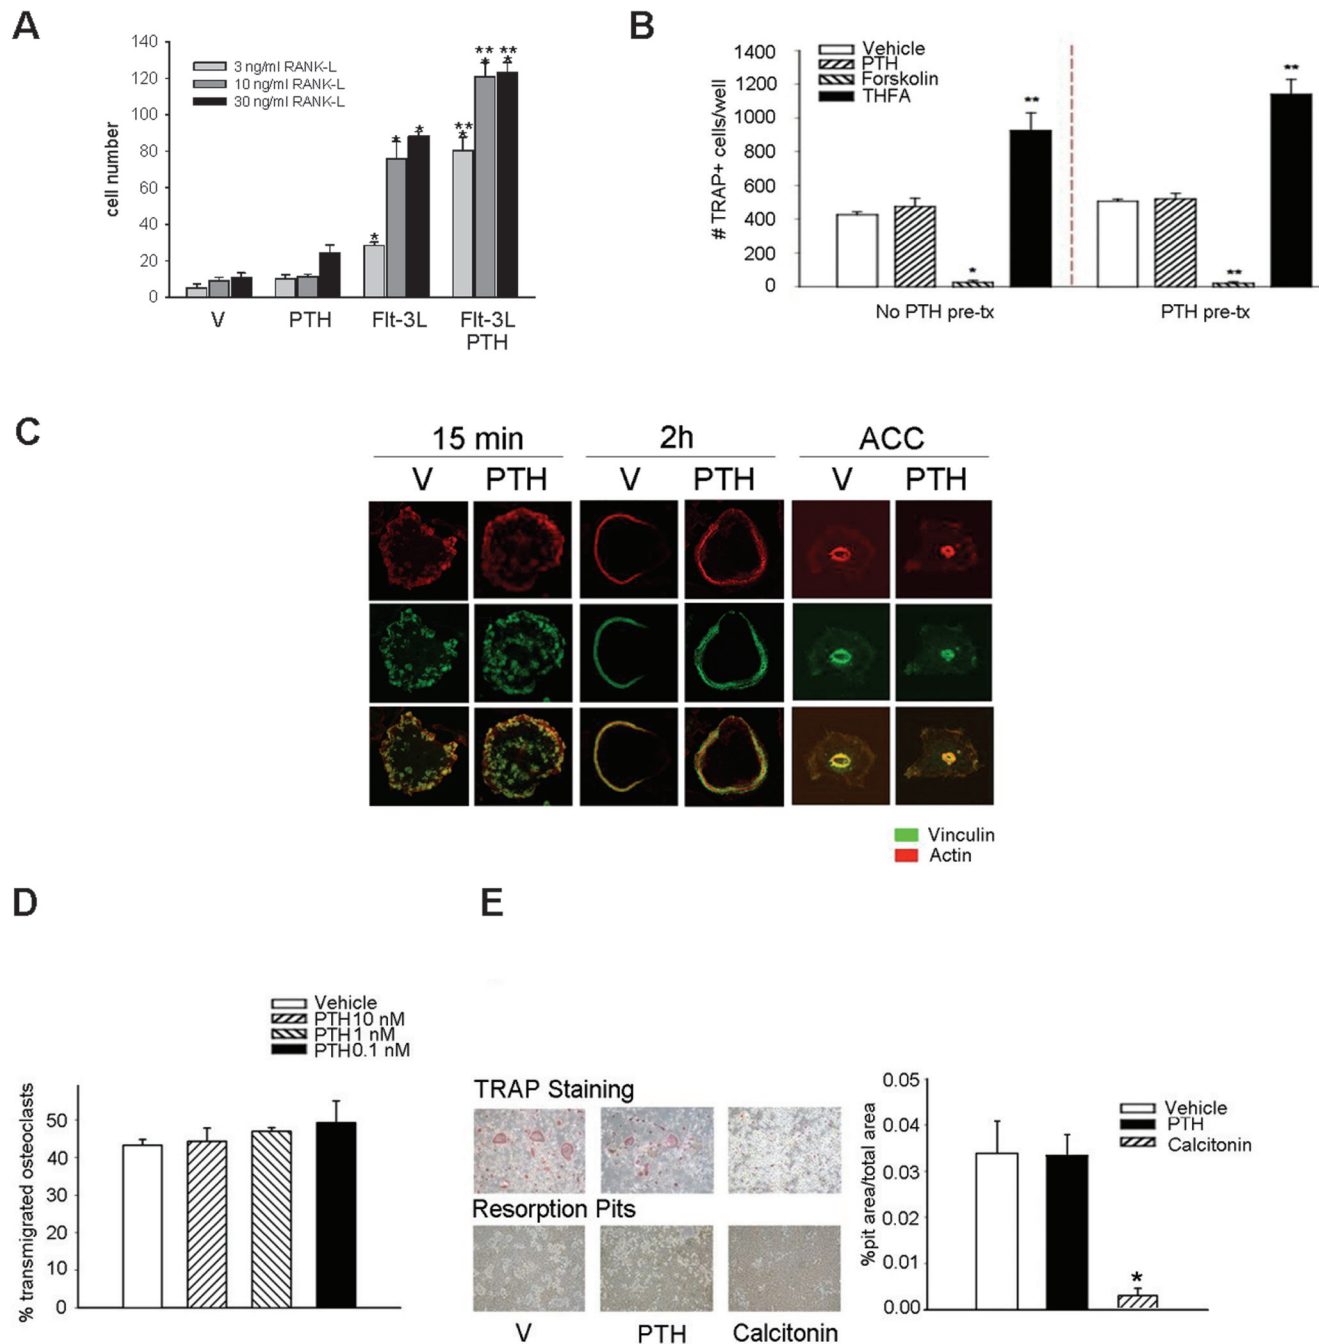 A
140
120
100
80
60
40
20
0
cell number
3 ng/ml RANK-L
10 ng/ml RANK-L
30 ng/ml RANK-L
*
*
*
**
*
**
*
**
*
V
PTH
Flt-3L
Flt-3L
PTH
B
1400
1200
1000
800
600
400
200
0
# TRAP+ cells/well
Vehicle
PTH
Forskolin
THFA
*
**
**
**
No PTH pre-tx
PTH pre-tx
C
15 min
2h
ACC
V
PTH
V
PTH
V
PTH
Vinculin
Actin
D
Vehicle
PTH10 nM
PTH1 nM
PTH0.1 nM
% transmigrated osteoclasts
50
40
30
20
10
0
E
TRAP Staining
Resorption Pits
V
PTH
Calcitonin
0.05
0.04
0.03
0.02
0.01
0.00
%pit area/total area
Vehicle
PTH
Calcitonin
*